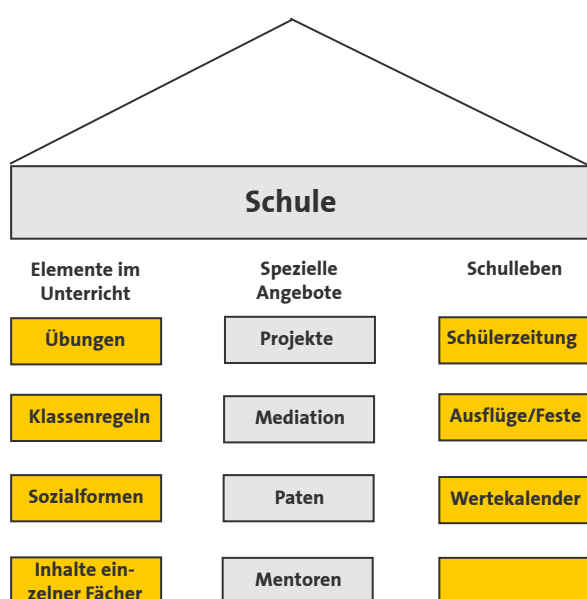 Schule
Elemente im
Unterricht
Übungen
Klassenregeln
Sozialformen
Inhalte ein-
zelner Fächer
Spezielle
Angebote
Projekte
Mediation
Paten
Mentoren
Schulleben
Schülerzeitung
Ausflüge/Feste
Wertekalender